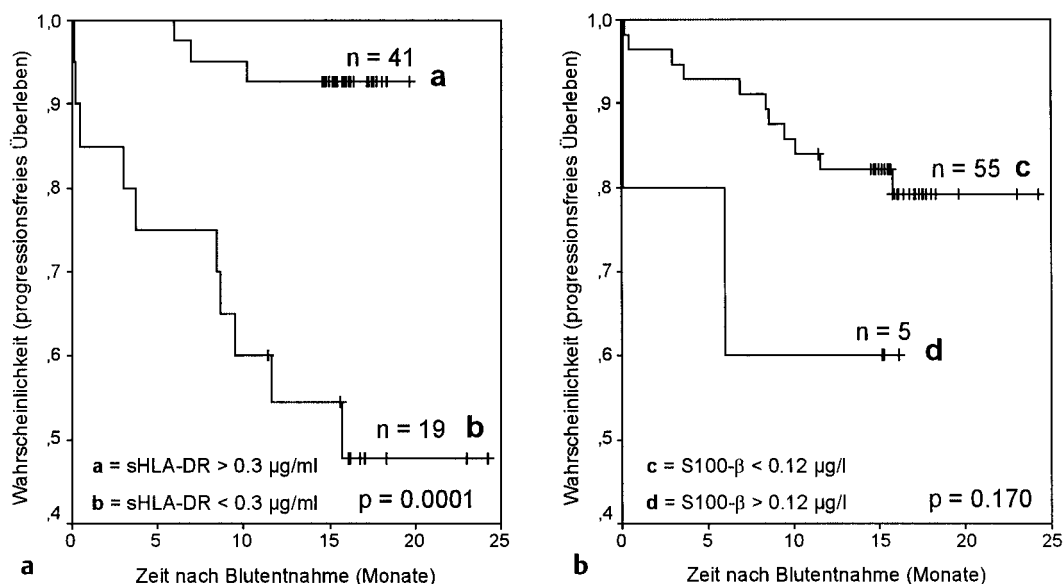 Wahrscheinlichkeit (progressionsfreies Überleben)
1,0
,9
,8
,7
,6
,5
,4
n = 41
a
n = 19
b
a = sHLA-DR > 0.3 µg/ml
b = sHLA-DR < 0.3 µg/ml
p = 0.0001
0 5 10 15 20 25
Zeit nach Blutentnahme (Monate)
a
Wahrscheinlichkeit (progressionsfreies Überleben)
1,0
,9
,8
,7
,6
,5
,4
n = 55
c
n = 5
d
c = S100-β < 0.12 µg/l
d = S100-β > 0.12 µg/l
p = 0.170
0 5 10 15 20 25
Zeit nach Blutentnahme (Monate)
b